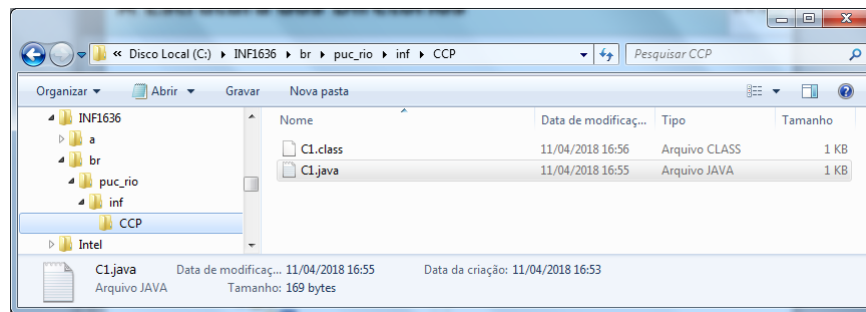 « Disco Local (C:) ▸ INF1636 ▸ br ▸ puc_rio ▸ inf ▸ CCP
Pesquisar CCP
Organizar Abrir Gravar Nova pasta
INF1636
a
br
puc_rio
inf
CCP
Intel
Nome Data de modificaç... Tipo Tamanho
C1.class 11/04/2018 16:56 Arquivo CLASS 1 KB
C1.java 11/04/2018 16:55 Arquivo JAVA 1 KB
C1.java Data de modificaç... 11/04/2018 16:55 Data da criação: 11/04/2018 16:53
Arquivo JAVA Tamanho: 169 bytes